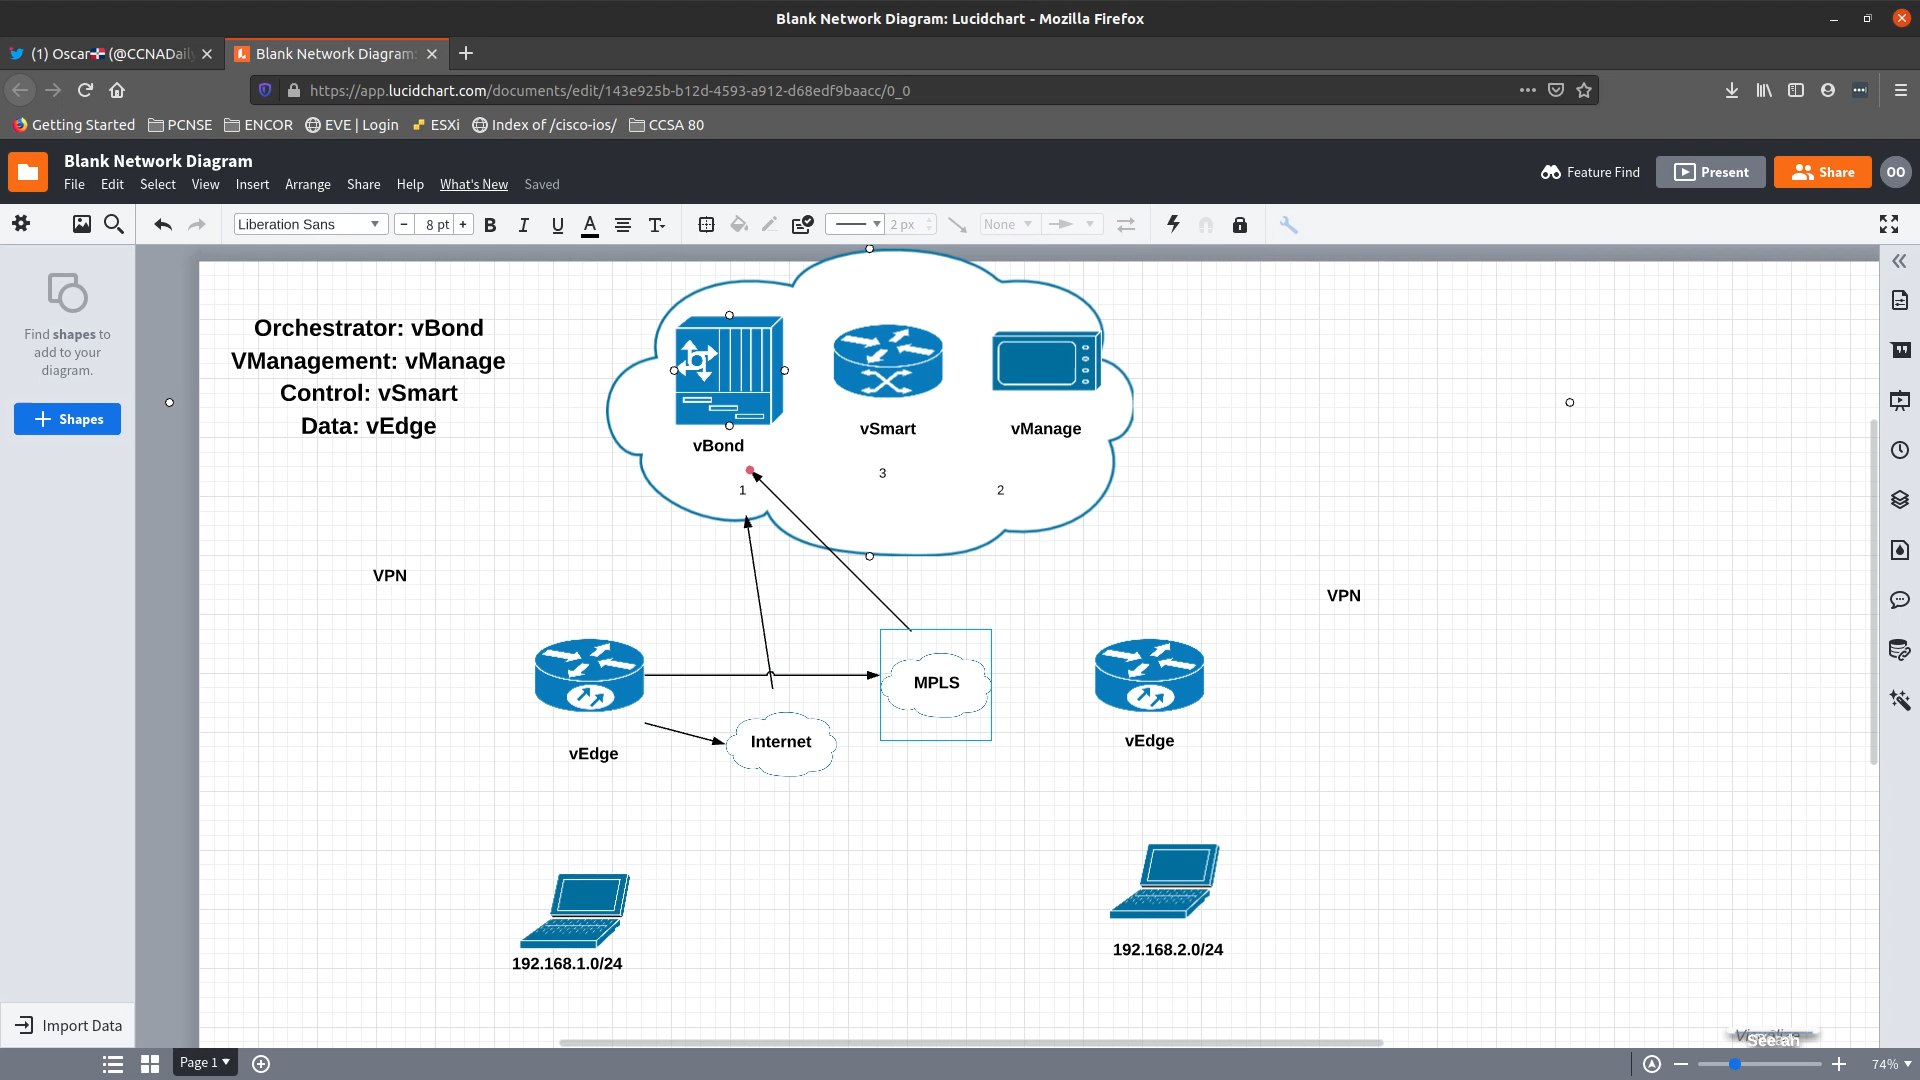 Blank Network Diagram: Lucidchart - Mozilla Firefox
(1) Oscar (@CCNADaily
Blank Network Diagram:
https://app.lucidchart.com/documents/edit/143e925b-b12d-4593-a912-d68edf9baacc/0_0
Getting Started PCNSE ENCOR EVE | Login ESXi Index of /cisco-ios/ CCSA 80
Blank Network Diagram
File Edit Select View Insert Arrange Share Help What's New Saved
Feature Find Present Share OO
Liberation Sans 8 pt B I U A T 2 px None
Find shapes to
add to your
diagram.
Shapes
Orchestrator: vBond
VManagement: vManage
Control: vSmart
Data: vEdge
vBond
vSmart
vManage
1
3
2
VPN
VPN
MPLS
Internet
vEdge
vEdge
192.168.1.0/24
192.168.2.0/24
See an
Import Data
Page 1
74%